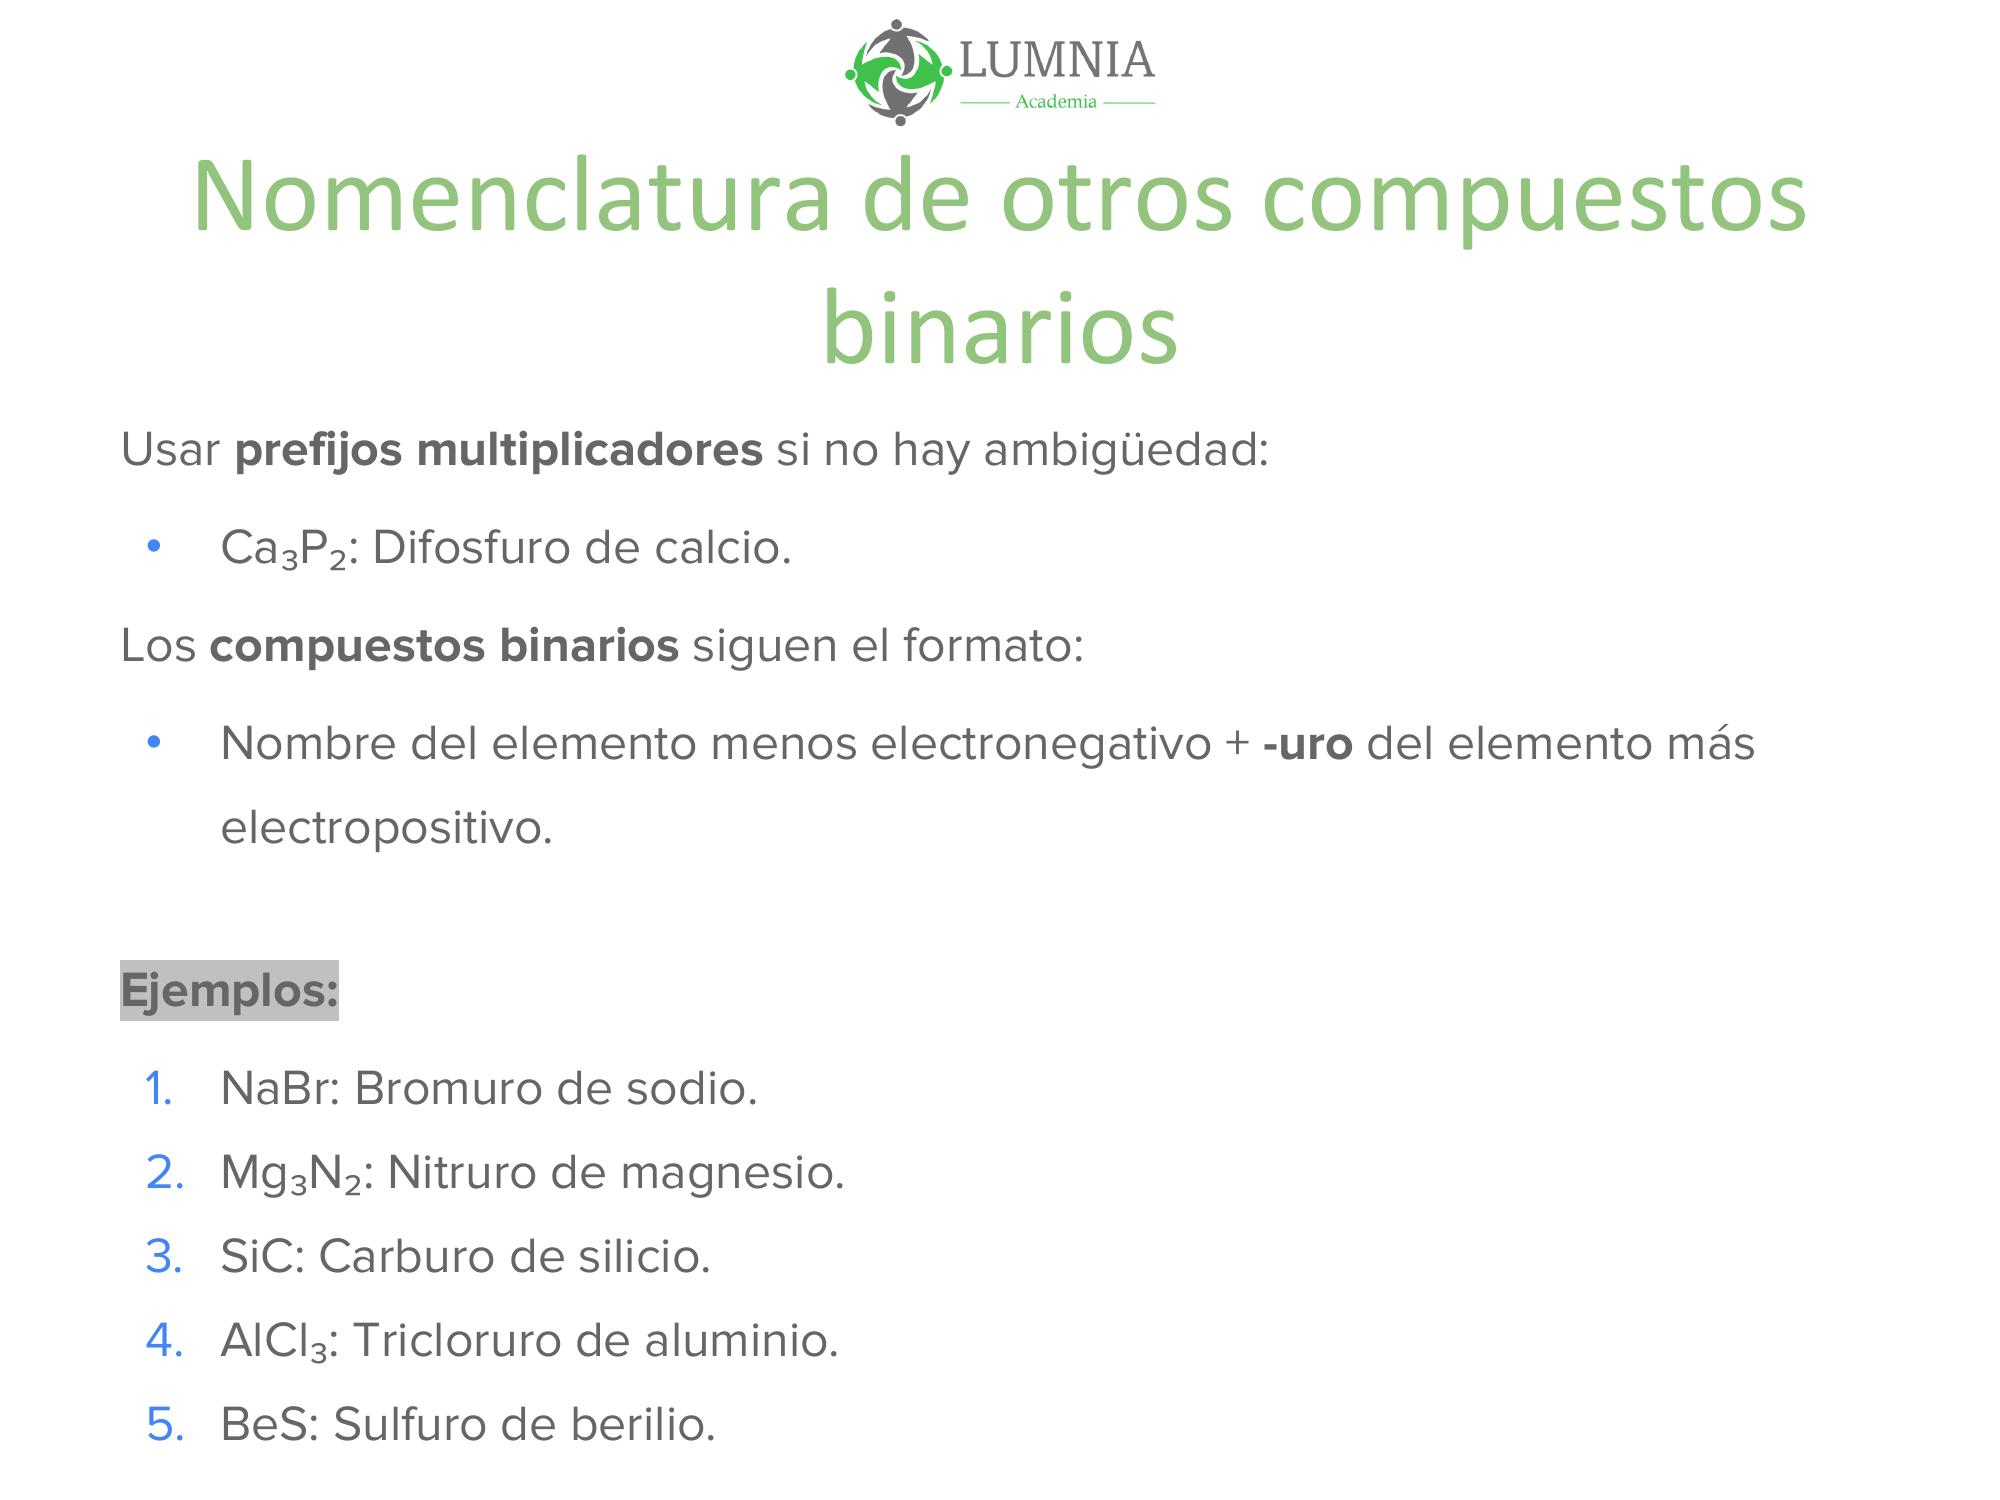 LUMNIA
Academia
Nomenclatura de otros compuestos
binarios
Usar prefijos multiplicadores si no hay ambigüedad:
• Ca₃P₂: Difosfuro de calcio.
Los compuestos binarios siguen el formato:
• Nombre del elemento menos electronegativo + -uro del elemento más
electropositivo.
Ejemplos:
1. NaBr: Bromuro de sodio.
2. Mg₃N₂: Nitruro de magnesio.
3. SiC: Carburo de silicio.
4. AlCl₃: Tricloruro de aluminio.
5. BeS: Sulfuro de berilio.